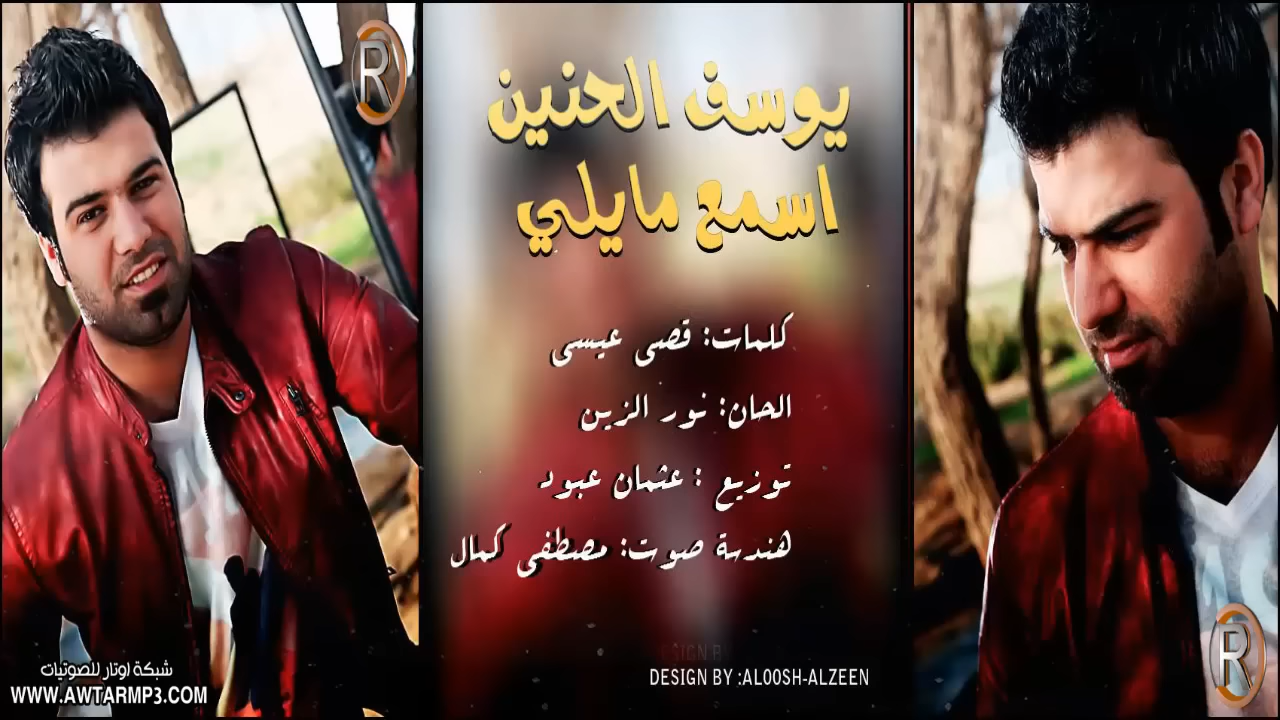 يوسف الحنين
اسمع مايلي
كلمات: قصي عيسى
الحان: نور الزين
توزيع : عثمان عبود
هندسة صوت: مصطفى كمال
DESIGN BY :ALOOSH-ALZEEN
شبكة اوتار للصوتيات
WWW.AWTARMP3.COM
R
R